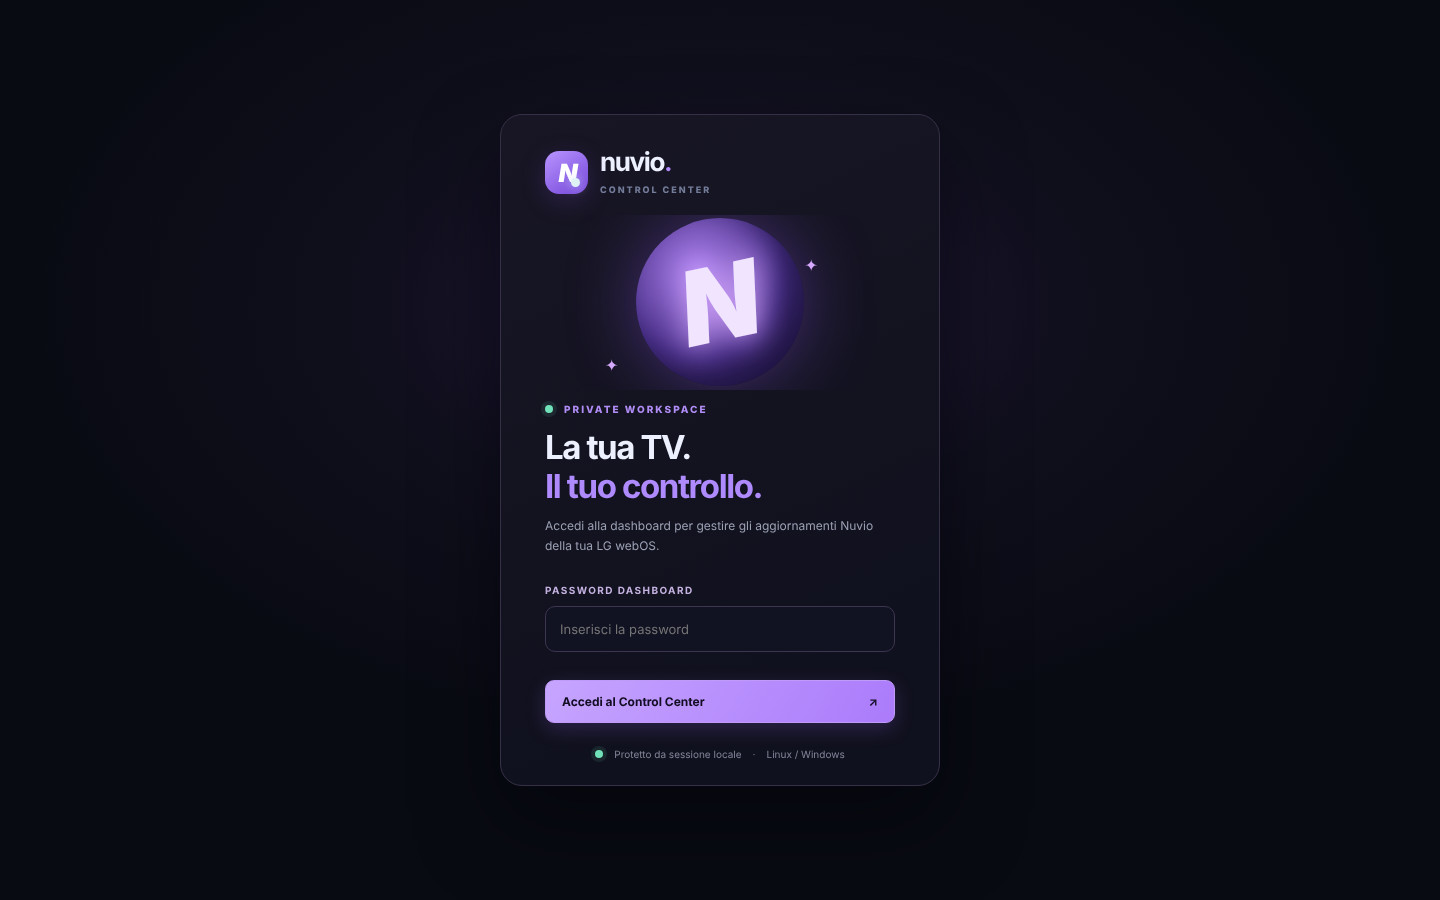 N
nuvio.
CONTROL CENTER
N
PRIVATE WORKSPACE
La tua TV.
Il tuo controllo.
Accedi alla dashboard per gestire gli aggiornamenti Nuvio
della tua LG webOS.
PASSWORD DASHBOARD
Inserisci la password
Accedi al Control Center ↗
Protetto da sessione locale · Linux / Windows